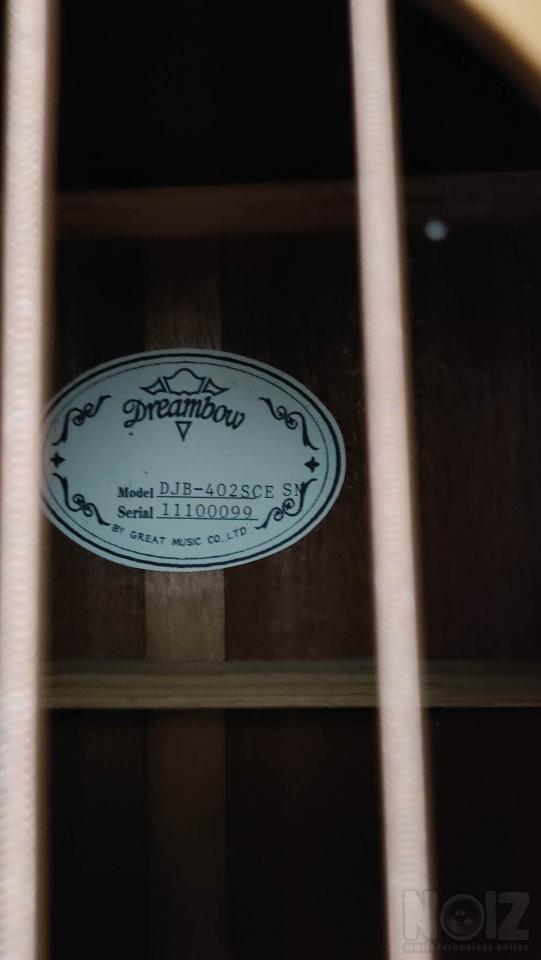 Dreambow
Model DJB-402SCE SN
Serial 11100099
BY GREAT MUSIC CO.,LTD.
NOIZ
music technology online